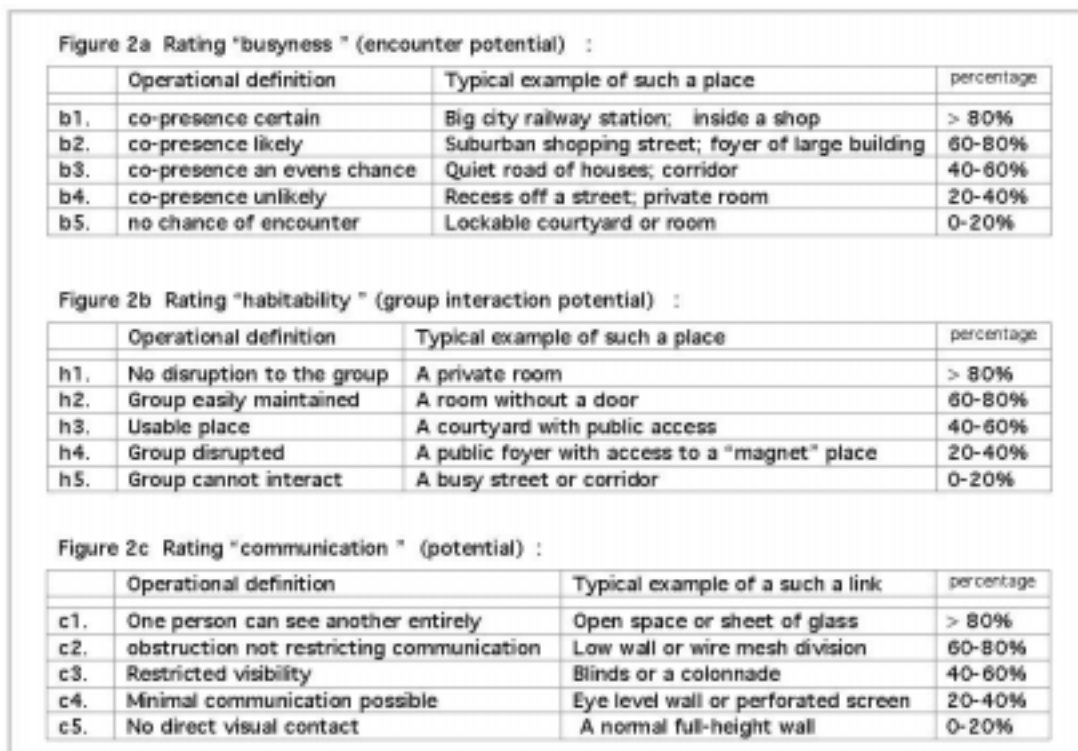 Figure 2a Rating "busyness " (encounter potential) :
Operational definition Typical example of such a place percentage
b1. co-presence certain Big city railway station; inside a shop > 80%
b2. co-presence likely Suburban shopping street; foyer of large building 60-80%
b3. co-presence an evens chance Quiet road of houses; corridor 40-60%
b4. co-presence unlikely Recess off a street; private room 20-40%
b5. no chance of encounter Lockable courtyard or room 0-20%
Figure 2b Rating "habitability " (group interaction potential) :
Operational definition Typical example of such a place percentage
h1. No disruption to the group A private room > 80%
h2. Group easily maintained A room without a door 60-80%
h3. Usable place A courtyard with public access 40-60%
h4. Group disrupted A public foyer with access to a "magnet" place 20-40%
h5. Group cannot interact A busy street or corridor 0-20%
Figure 2c Rating "communication " (potential) :
Operational definition Typical example of a such a link percentage
c1. One person can see another entirely Open space or sheet of glass > 80%
c2. obstruction not restricting communication Low wall or wire mesh division 60-80%
c3. Restricted visibility Blinds or a colonnade 40-60%
c4. Minimal communication possible Eye level wall or perforated screen 20-40%
c5. No direct visual contact A normal full-height wall 0-20%